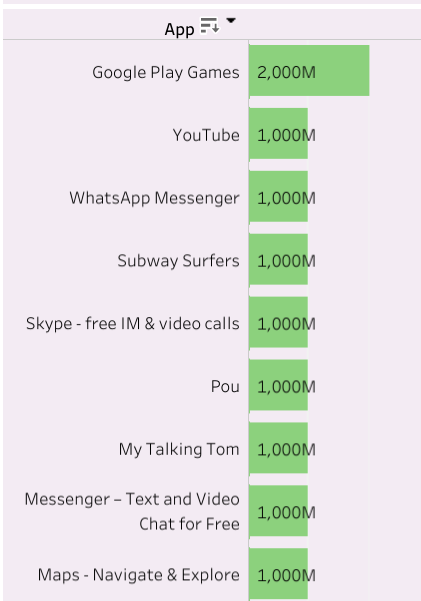 App
Google Play Games 2,000M
YouTube 1,000M
WhatsApp Messenger 1,000M
Subway Surfers 1,000M
Skype - free IM & video calls 1,000M
Pou 1,000M
My Talking Tom 1,000M
Messenger – Text and Video
Chat for Free 1,000M
Maps - Navigate & Explore 1,000M